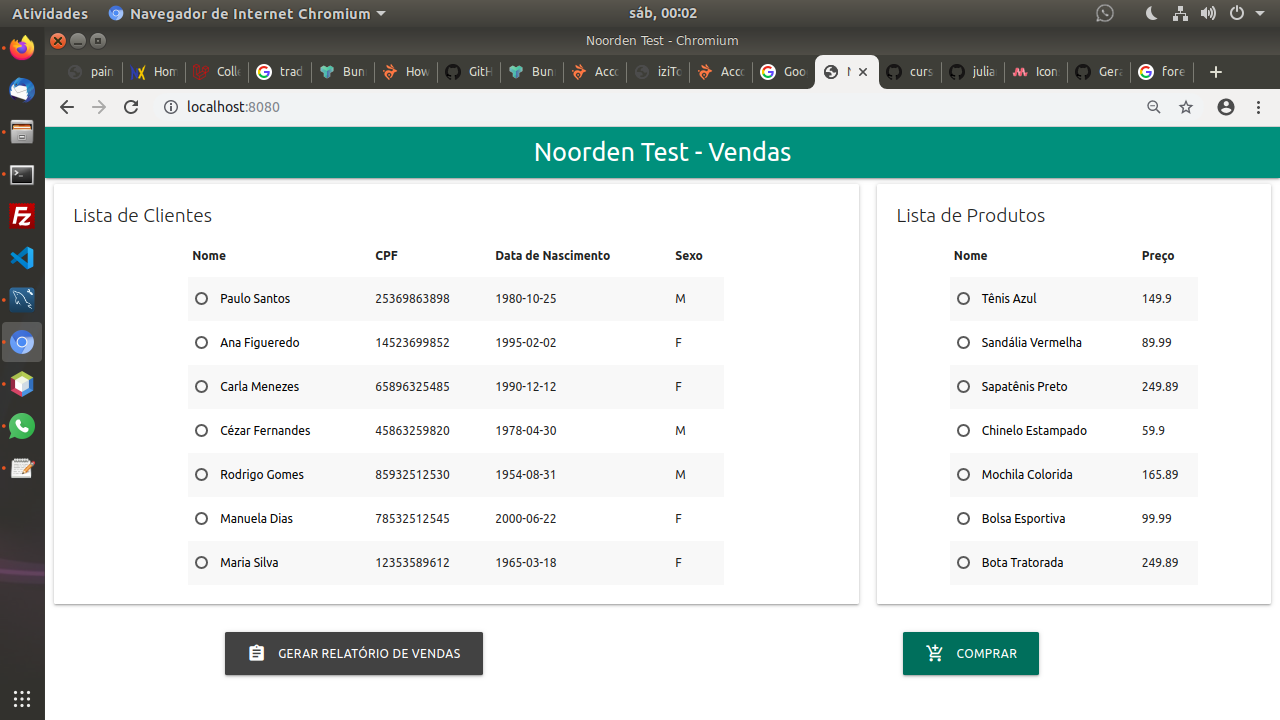 Atividades Navegador de Internet Chromium sáb, 00:02
Noorden Test - Chromium
pain Hom Colle trad Bun How GitH Bun Acco iziTo Acco Goo N curs julia Icon Gera fore
localhost:8080
Noorden Test - Vendas
Lista de Clientes
Nome CPF Data de Nascimento Sexo
Paulo Santos 25369863898 1980-10-25 M
Ana Figueredo 14523699852 1995-02-02 F
Carla Menezes 65896325485 1990-12-12 F
Cézar Fernandes 45863259820 1978-04-30 M
Rodrigo Gomes 85932512530 1954-08-31 M
Manuela Dias 78532512545 2000-06-22 F
Maria Silva 12353589612 1965-03-18 F
Lista de Produtos
Nome Preço
Tênis Azul 149.9
Sandália Vermelha 89.99
Sapatênis Preto 249.89
Chinelo Estampado 59.9
Mochila Colorida 165.89
Bolsa Esportiva 99.99
Bota Tratorada 249.89
GERAR RELATÓRIO DE VENDAS
COMPRAR